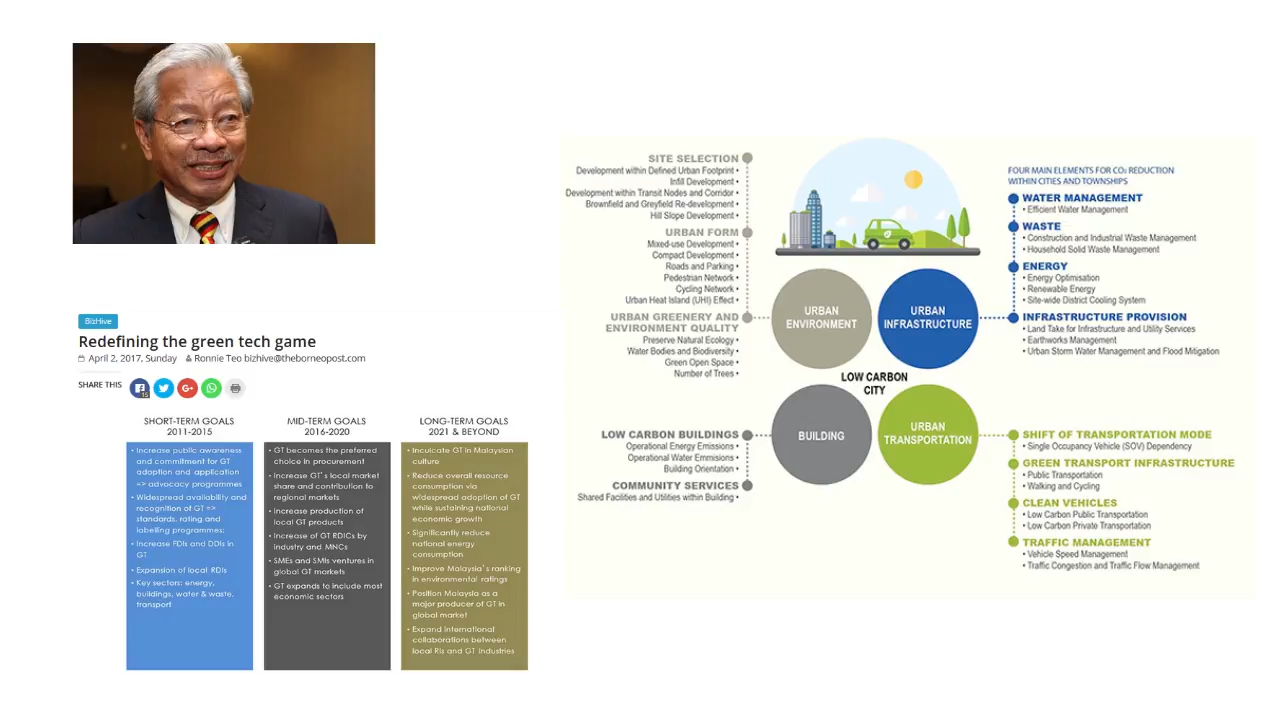 BizHive
Redefining the green tech game
April 2, 2017, Sunday Ronnie Teo bizhive@theborneopost.com
SHARE THIS
15
SHORT-TERM GOALS
2011-2015
• Increase public awareness
and commitment for GT
adoption and application
=> advocacy programmes
• Widespread availability and
recognition of GT =>
standards, rating and
labelling programmes;
• Increase FDIs and DDIs in
GT
• Expansion of local RDIs
• Key sectors: energy,
buildings, water & waste,
transport
MID-TERM GOALS
2016-2020
• GT becomes the preferred
choice in procurement
• Increase GT's local market
share and contribution to
regional markets
• Increase production of
local GT products
• Increase of GT RDICs by
industry and MNCs
• SMEs and SMIs ventures in
global GT markets
• GT expands to include most
economic sectors
LONG-TERM GOALS
2021 & BEYOND
• Inculcate GT in Malaysian
culture
• Reduce overall resource
consumption via
widespread adoption of GT
while sustaining national
economic growth
• Significantly reduce
national energy
consumption
• Improve Malaysia's ranking
in environmental ratings
• Position Malaysia as a
major producer of GT in
global market
• Expand international
collaborations between
local RIs and GT industries
SITE SELECTION
Development within Defined Urban Footprint •
Infill Development •
Development within Transit Nodes and Corridor •
Brownfield and Greyfield Re-development •
Hill Slope Development •
URBAN FORM
Mixed-use Development •
Compact Development •
Roads and Parking •
Pedestrian Network •
Cycling Network •
Urban Heat Island (UHI) Effect •
URBAN GREENERY AND
ENVIRONMENT QUALITY
Preserve Natural Ecology •
Water Bodies and Biodiversity •
Green Open Space •
Number of Trees •
LOW CARBON BUILDINGS
Operational Energy Emissions •
Operational Water Emmisions •
Building Orientation •
COMMUNITY SERVICES
Shared Facilities and Utilities within Building •
URBAN
ENVIRONMENT
URBAN
INFRASTRUCTURE
LOW CARBON
CITY
BUILDING
URBAN
TRANSPORTATION
FOUR MAIN ELEMENTS FOR CO₂ REDUCTION
WITHIN CITIES AND TOWNSHIPS
WATER MANAGEMENT
• Efficient Water Management
WASTE
• Construction and Industrial Waste Management
• Household Solid Waste Management
ENERGY
• Energy Optimisation
• Renewable Energy
• Site-wide District Cooling System
INFRASTRUCTURE PROVISION
• Land Take for Infrastructure and Utility Services
• Earthworks Management
• Urban Storm Water Management and Flood Mitigation
SHIFT OF TRANSPORTATION MODE
• Single Occupancy Vehicle (SOV) Dependency
GREEN TRANSPORT INFRASTRUCTURE
• Public Transportation
• Walking and Cycling
CLEAN VEHICLES
• Low Carbon Public Transportation
• Low Carbon Private Transportation
TRAFFIC MANAGEMENT
• Vehicle Speed Management
• Traffic Congestion and Traffic Flow Management